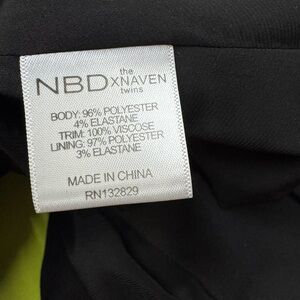 NBD the
xNAVEN
twins
BODY: 96% POLYESTER
4% ELASTANE
TRIM: 100% VISCOSE
LINING: 97% POLYESTER
3% ELASTANE
MADE IN CHINA
RN132829